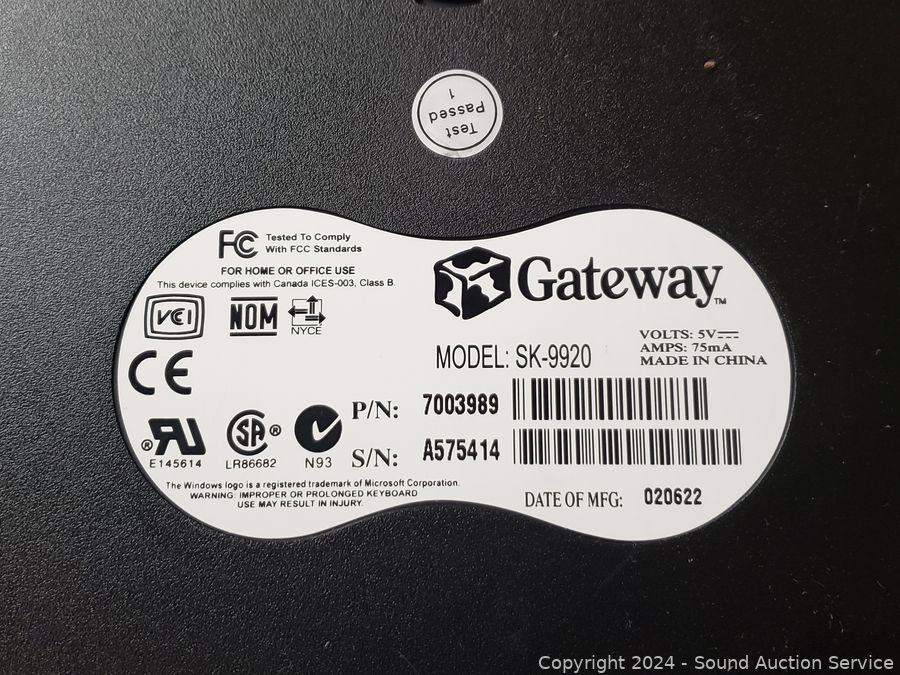 Test
Passed
1
FC Tested To Comply
With FCC Standards
FOR HOME OR OFFICE USE
This device complies with Canada ICES-003, Class B.
VCI NOM
NYCE
CE
Gateway™
VOLTS: 5V⎓
AMPS: 75mA
MADE IN CHINA
MODEL: SK-9920
P/N: 7003989
S/N: A575414
® RU SA ®
E145614 LR86682 N93
The Windows logo is a registered trademark of Microsoft Corporation.
WARNING: IMPROPER OR PROLONGED KEYBOARD
USE MAY RESULT IN INJURY.
DATE OF MFG: 020622
Copyright 2024 - Sound Auction Service